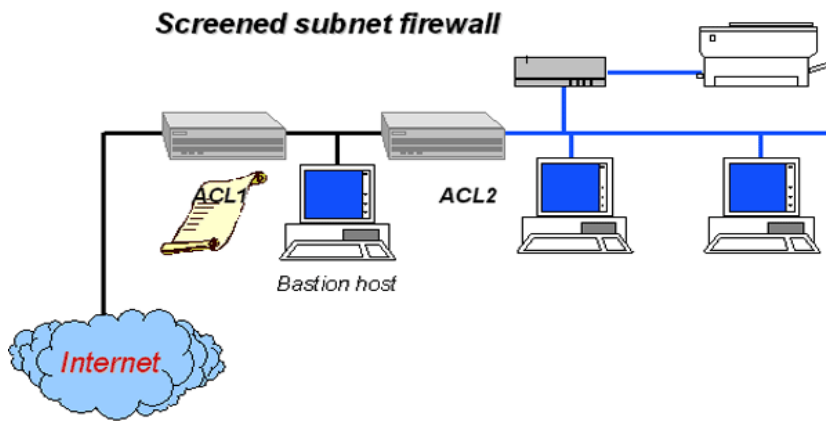 Screened subnet firewall
ACL1
ACL2
Bastion host
Internet